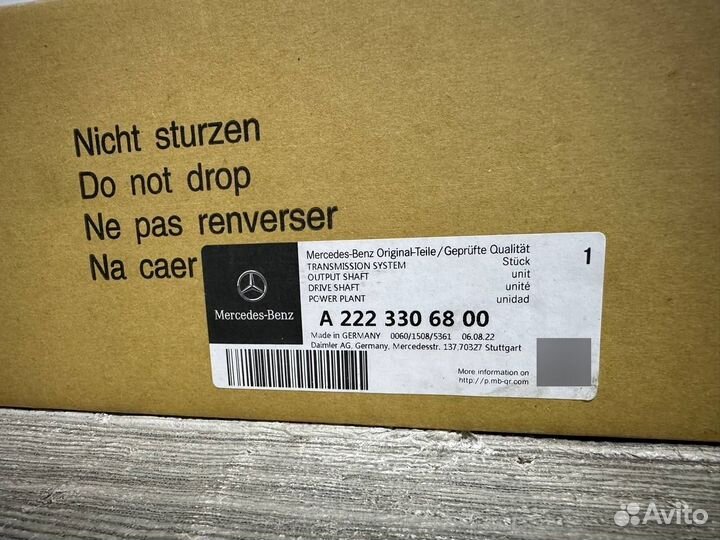 Nicht sturzen
Do not drop
Ne pas renverser
Na caer
Mercedes-Benz Original-Teile/Geprüfte Qualität
TRANSMISSION SYSTEM Stück
OUTPUT SHAFT unit
DRIVE SHAFT unité
POWER PLANT unidad
1
Mercedes-Benz
A 222 330 68 00
Made in GERMANY 0060/1508/5361 06.08.22
Daimler AG, Germany, Mercedesstr. 137,70327 Stuttgart
More information on
http://p.mb-qr.com
Avito